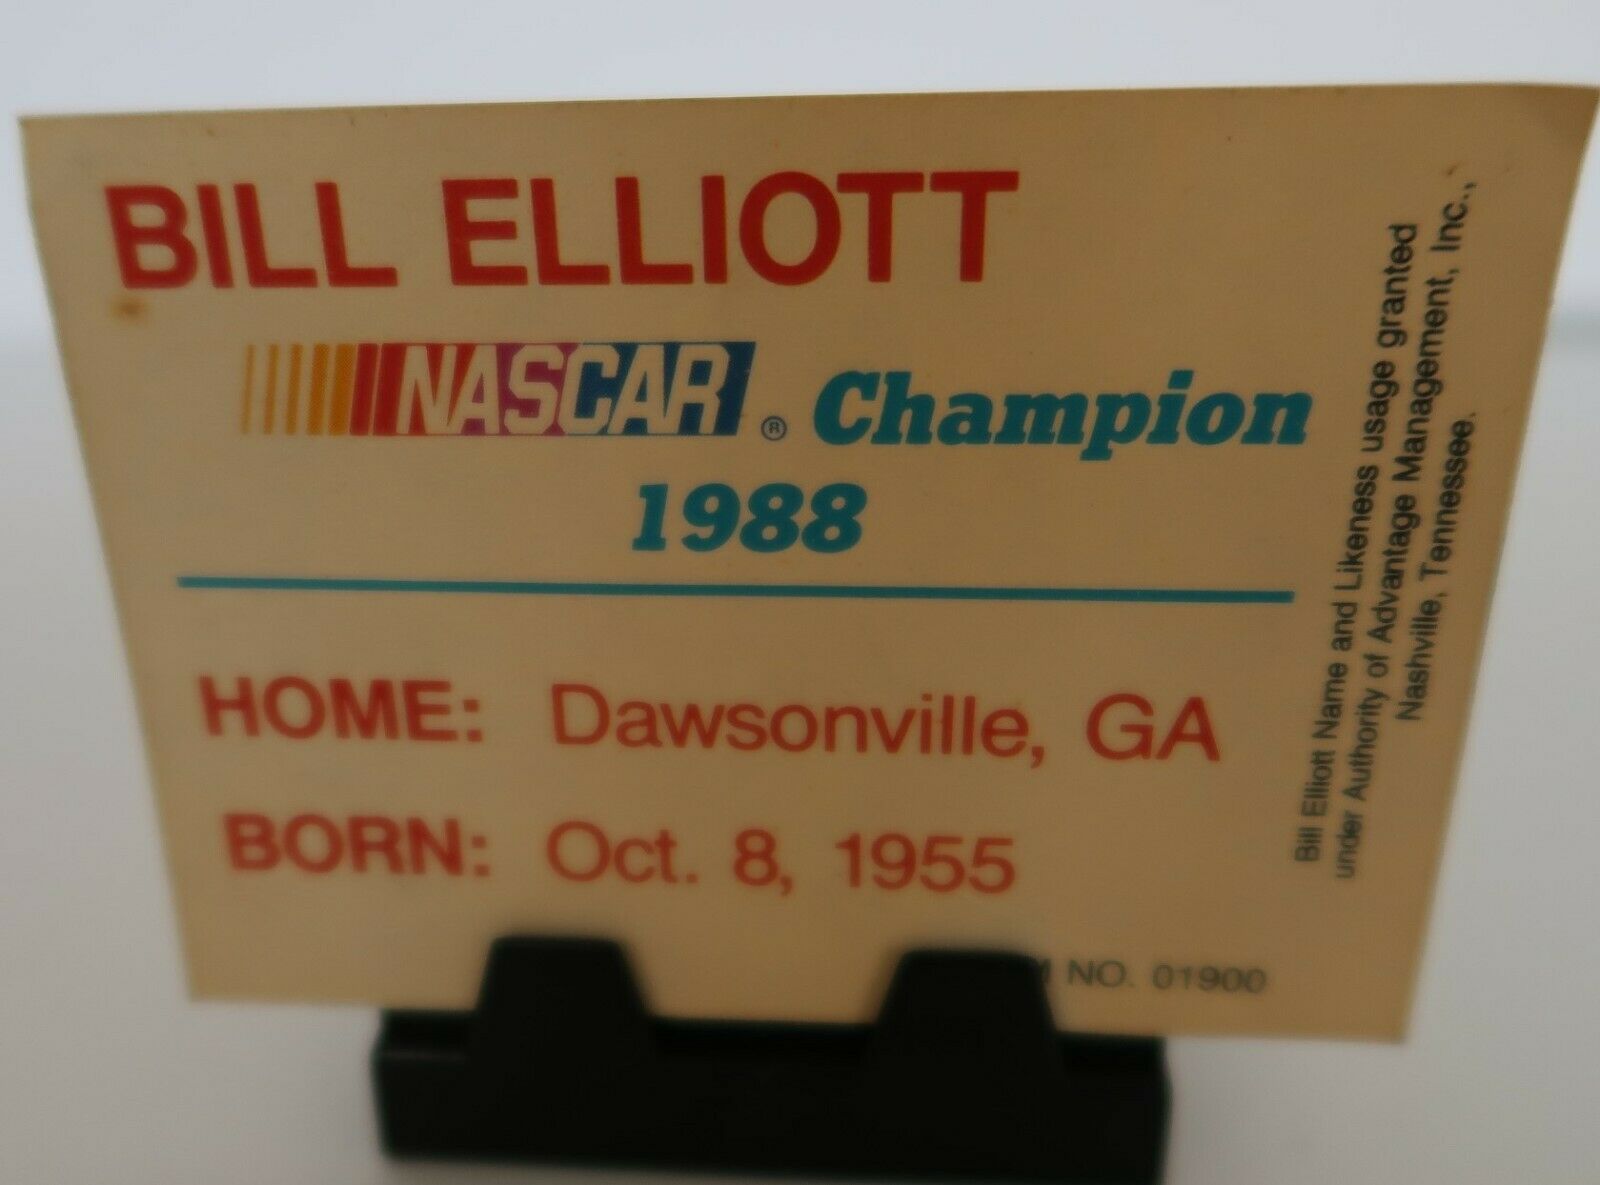 BILL ELLIOTT
NASCAR ® Champion
1988
HOME: Dawsonville, GA
BORN: Oct. 8, 1955
NO. 01900
Bill Elliott Name and Likeness usage granted
under Authority of Advantage Management, Inc.,
Nashville, Tennessee.